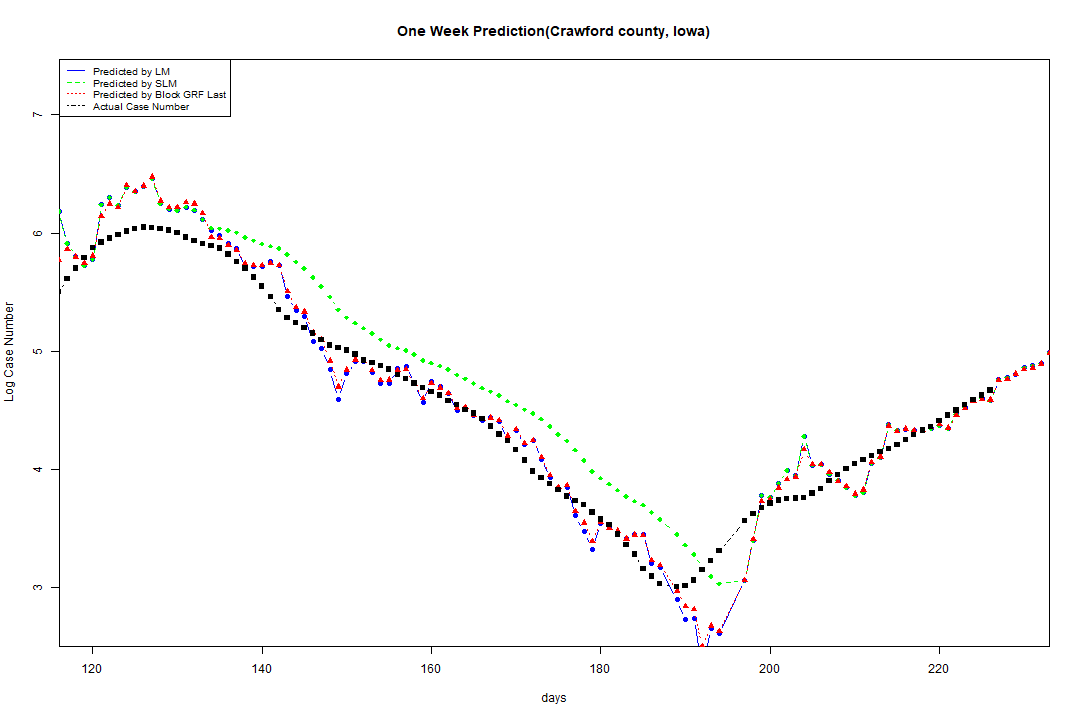 One Week Prediction(Crawford county, Iowa)
Predicted by LM
Predicted by SLM
Predicted by Block GRF Last
Actual Case Number
7
6
5
4
3
Log Case Number
120 140 160 180 200 220
days